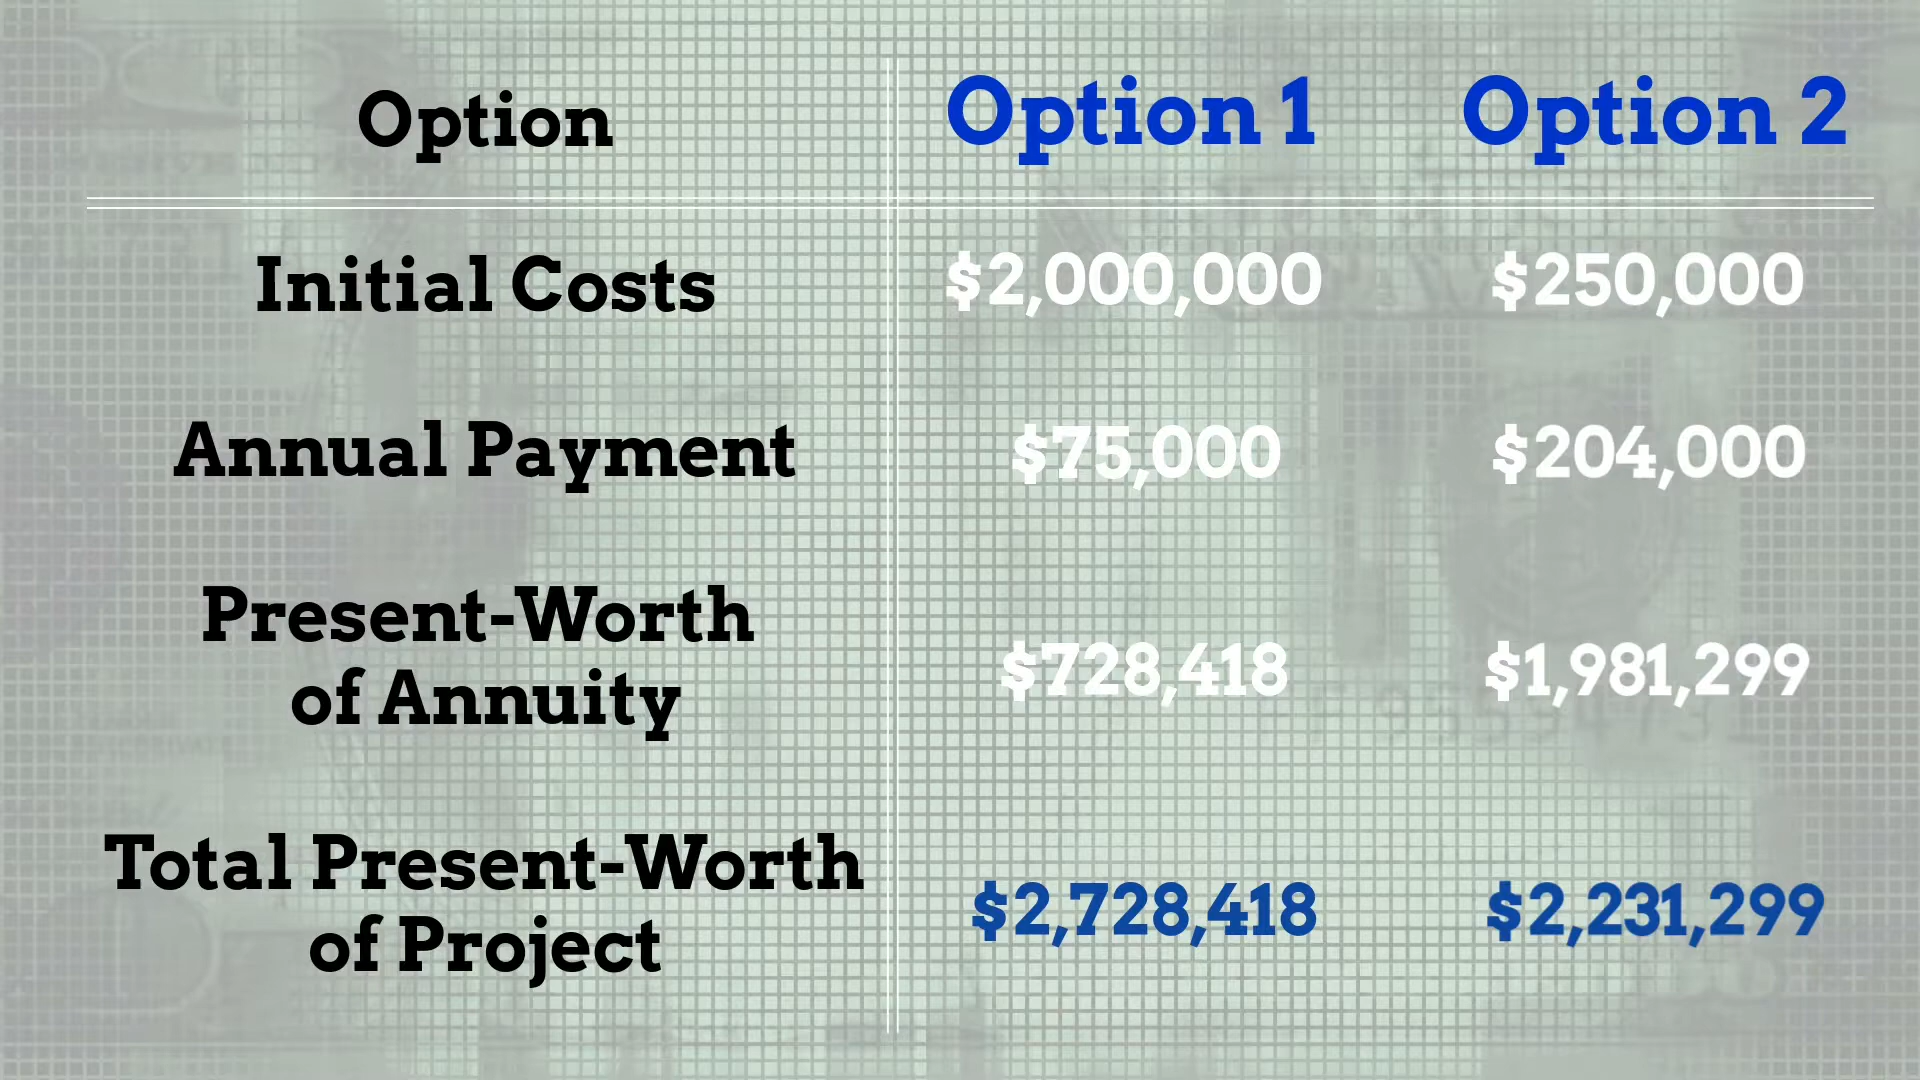 Option Option 1 Option 2
Initial Costs $2,000,000 $250,000
Annual Payment $75,000 $204,000
Present-Worth
of Annuity $728,418 $1,981,299
Total Present-Worth
of Project $2,728,418 $2,231,299